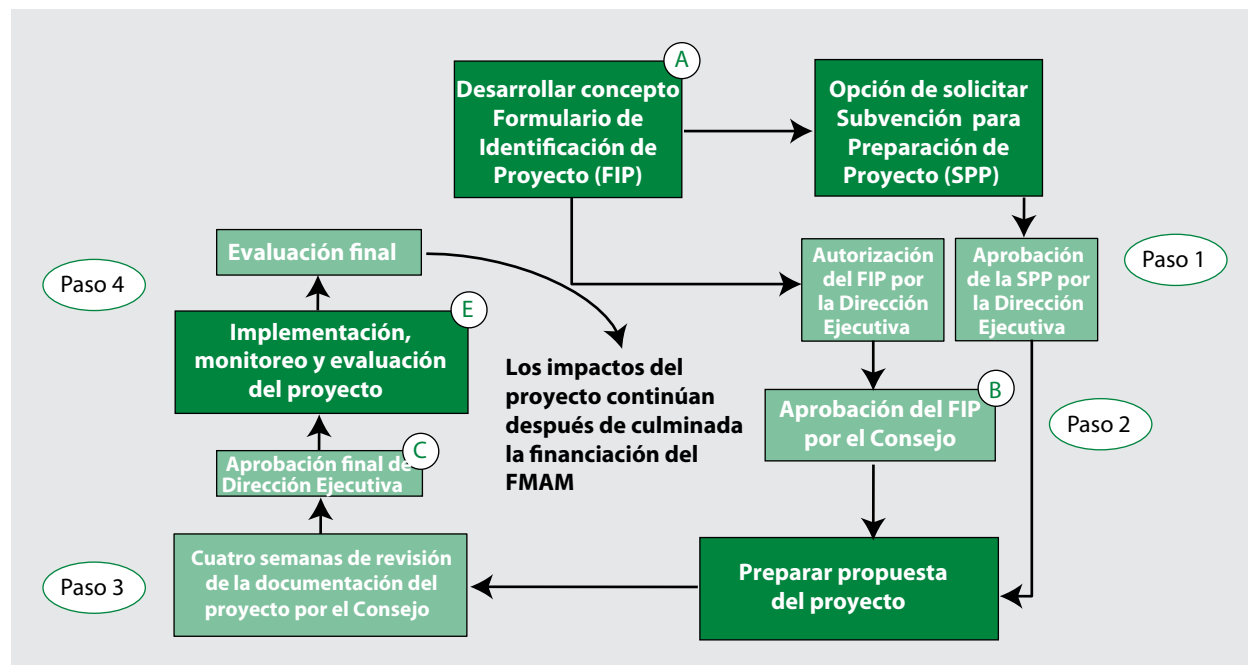 A
Desarrollar concepto
Formulario de
Identificación de
Proyecto (FIP)
Opción de solicitar
Subvención para
Preparación de
Proyecto (SPP)
Paso 1
Autorización
del FIP por
la Dirección
Ejecutiva
Aprobación
de la SPP por
la Dirección
Ejecutiva
B
Aprobación del FIP
por el Consejo
Paso 2
Preparar propuesta
del proyecto
Paso 3
Cuatro semanas de revisión
de la documentación del
proyecto por el Consejo
C
Aprobación final de
Dirección Ejecutiva
E
Implementación,
monitoreo y evaluación
del proyecto
Paso 4
Evaluación final
Los impactos del
proyecto continúan
después de culminada
la financiación del
FMAM